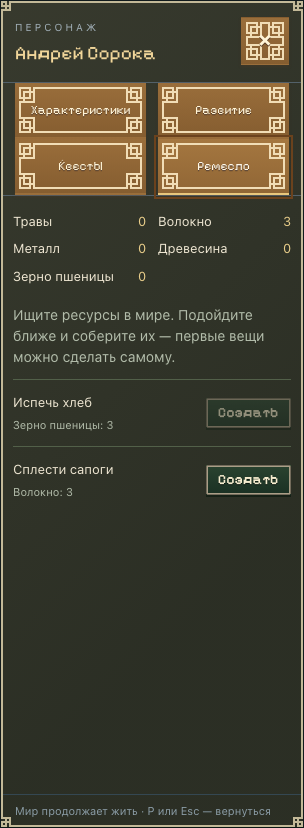 ПЕРСОНАЖ
Андрей Сорока
Характеристики
Развитие
Квесты
Ремесло
Травы 0 Волокно 3
Металл 0 Древесина 0
Зерно пшеницы 0
Ищите ресурсы в мире. Подойдите
ближе и соберите их — первые вещи
можно сделать самому.
Испечь хлеб
Зерно пшеницы: 3
Создать
Сплести сапоги
Волокно: 3
Создать
Мир продолжает жить · P или Esc — вернуться